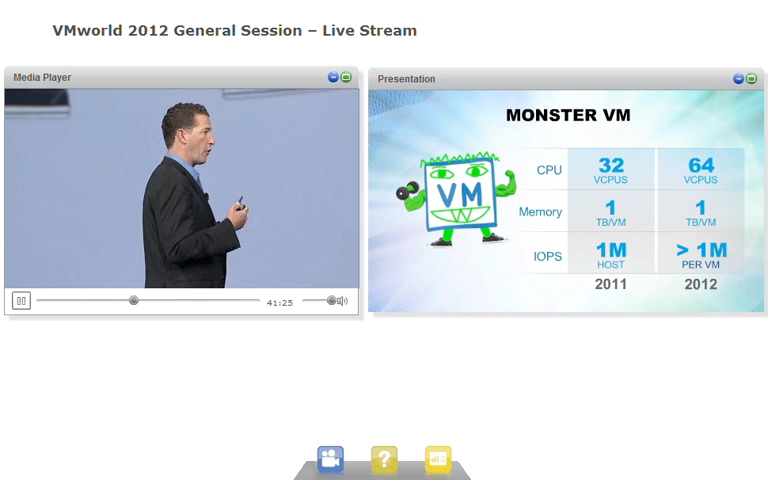 VMworld 2012 General Session – Live Stream
Media Player
41:25
Presentation
MONSTER VM
VM
CPU 32 64
VCPUS VCPUS
Memory 1 1
TB/VM TB/VM
IOPS 1M > 1M
HOST PER VM
2011 2012
?